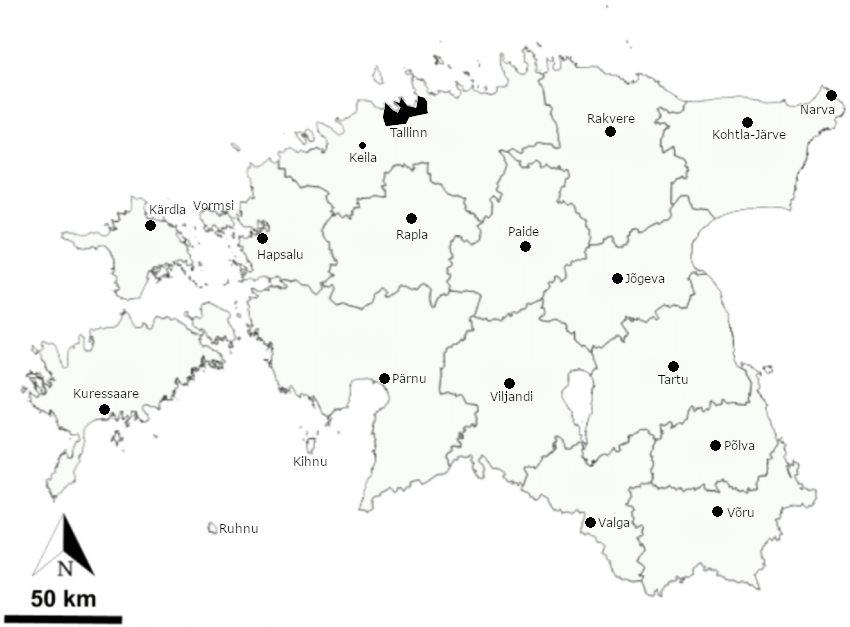 Narva
Rakvere
Kohtla-Järve
Tallinn
Keila
Kärdla
Vormsi
Hapsalu
Rapla
Paide
Jõgeva
Kuressaare
Pärnu
Viljandi
Tartu
Põlva
Kihnu
Ruhnu
Valga
Võru
N
50 km